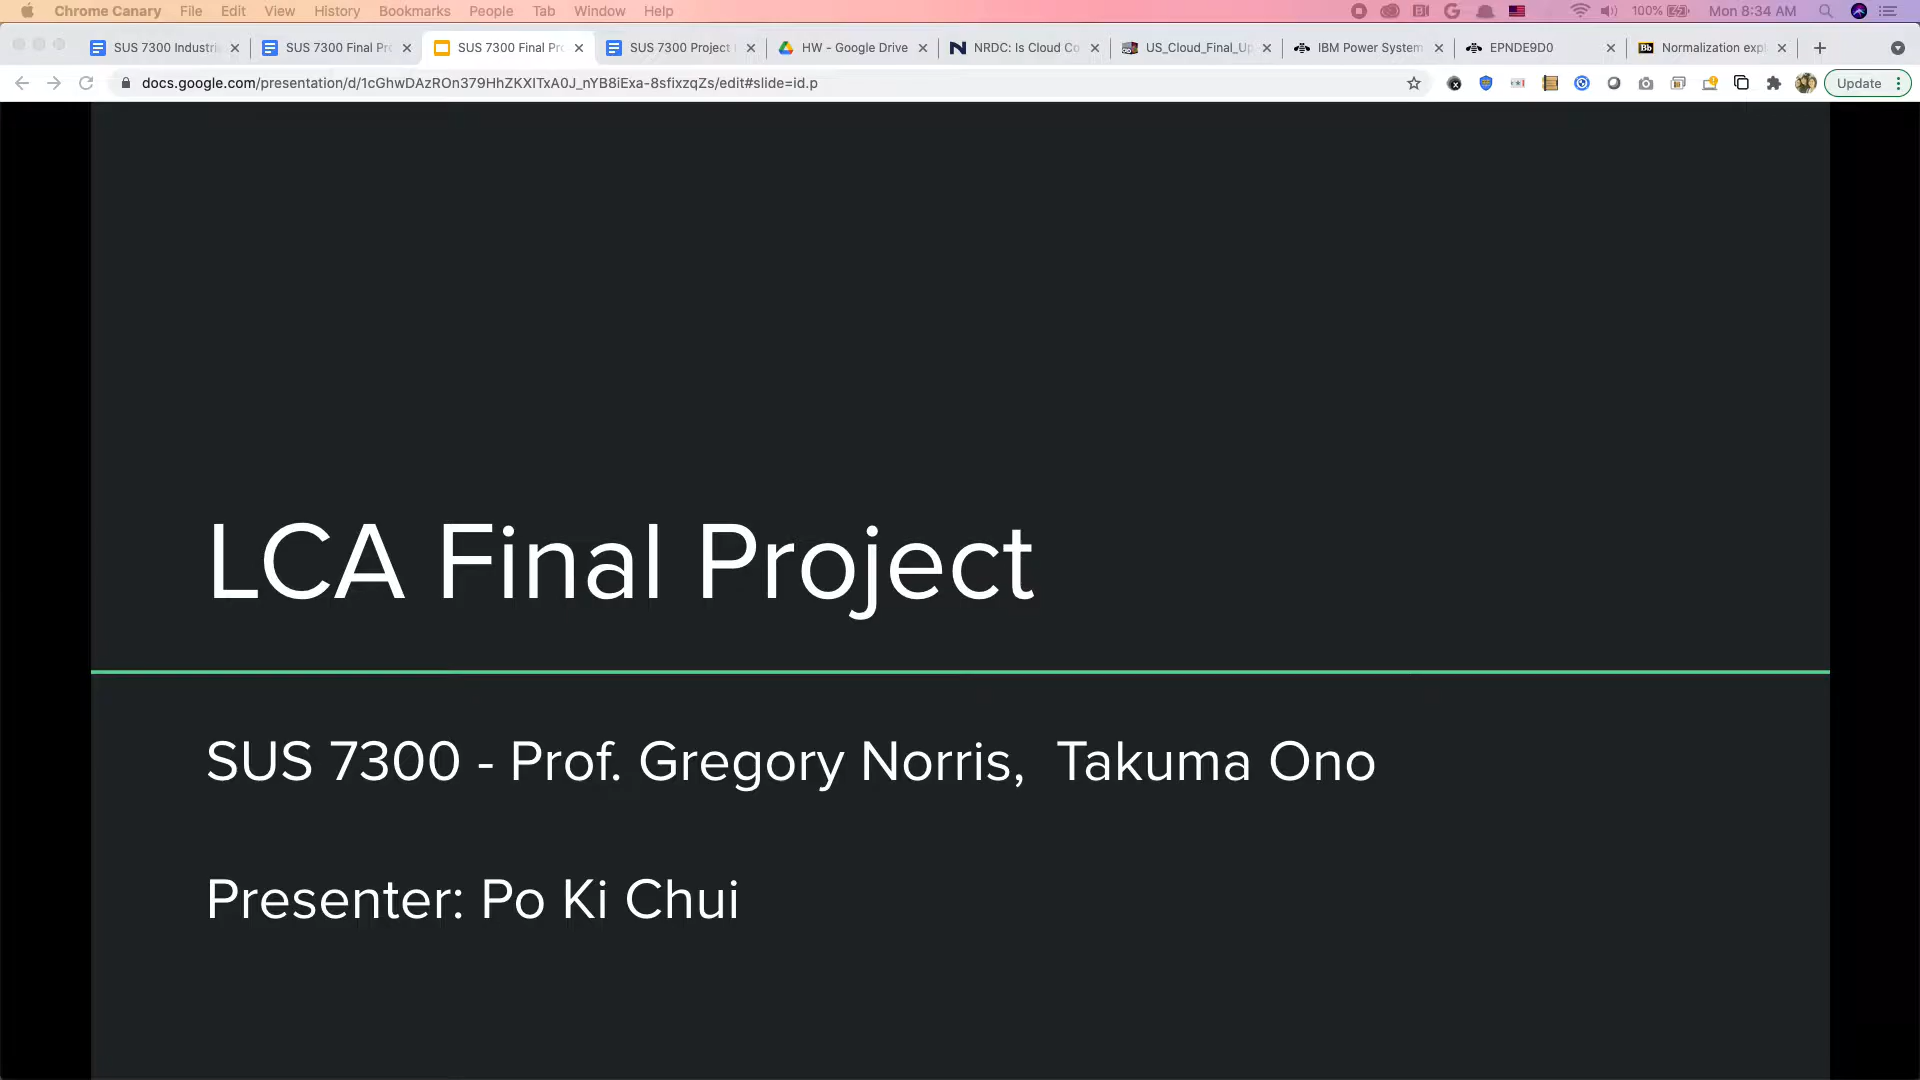 Chrome Canary File Edit View History Bookmarks People Tab Window Help 100% Mon 8:34 AM
SUS 7300 Industri SUS 7300 Final Pro SUS 7300 Final Pro SUS 7300 Project HW - Google Drive NRDC: Is Cloud Co US_Cloud_Final_Up IBM Power System EPNDE9D0 Bb Normalization expl
docs.google.com/presentation/d/1cGhwDAzROn379HhZKXITxA0J_nYB8iExa-8sfixzqZs/edit#slide=id.p Update
LCA Final Project
SUS 7300 - Prof. Gregory Norris, Takuma Ono
Presenter: Po Ki Chui